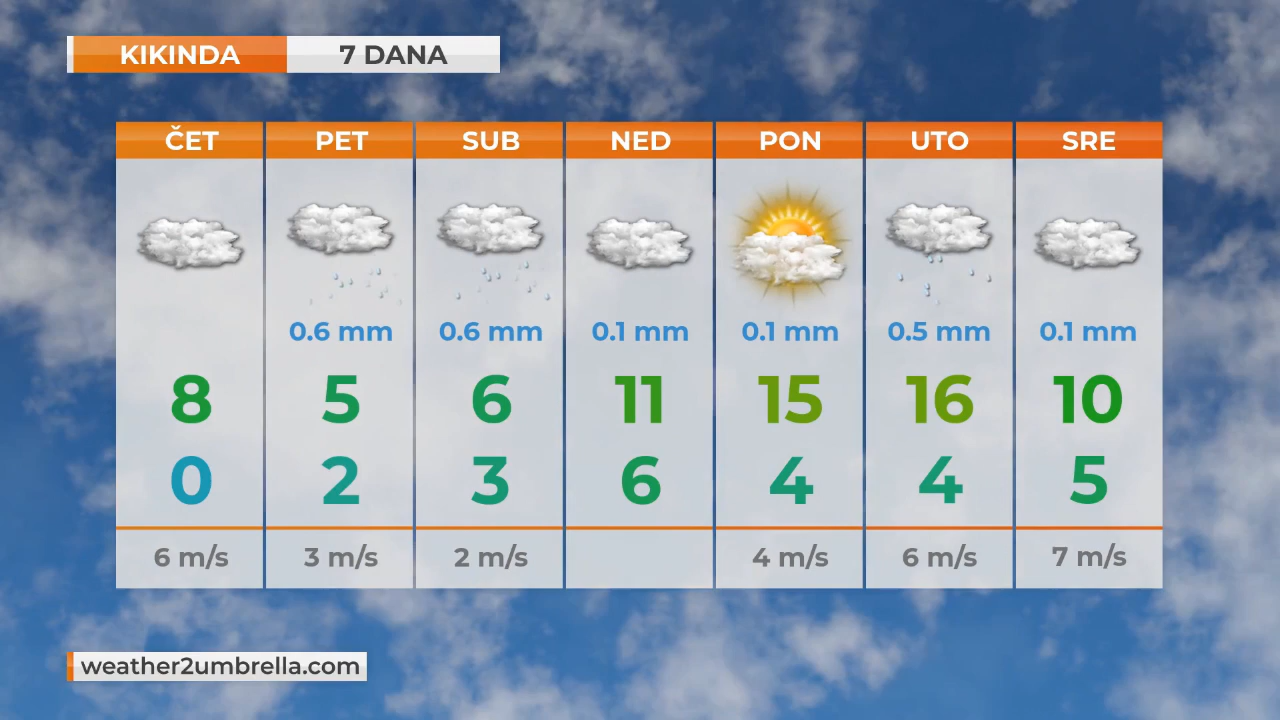 KIKINDA 7 DANA
ČET PET SUB NED PON UTO SRE
0.6 mm 0.6 mm 0.1 mm 0.1 mm 0.5 mm 0.1 mm
8 5 6 11 15 16 10
0 2 3 6 4 4 5
6 m/s 3 m/s 2 m/s 4 m/s 6 m/s 7 m/s
weather2umbrella.com